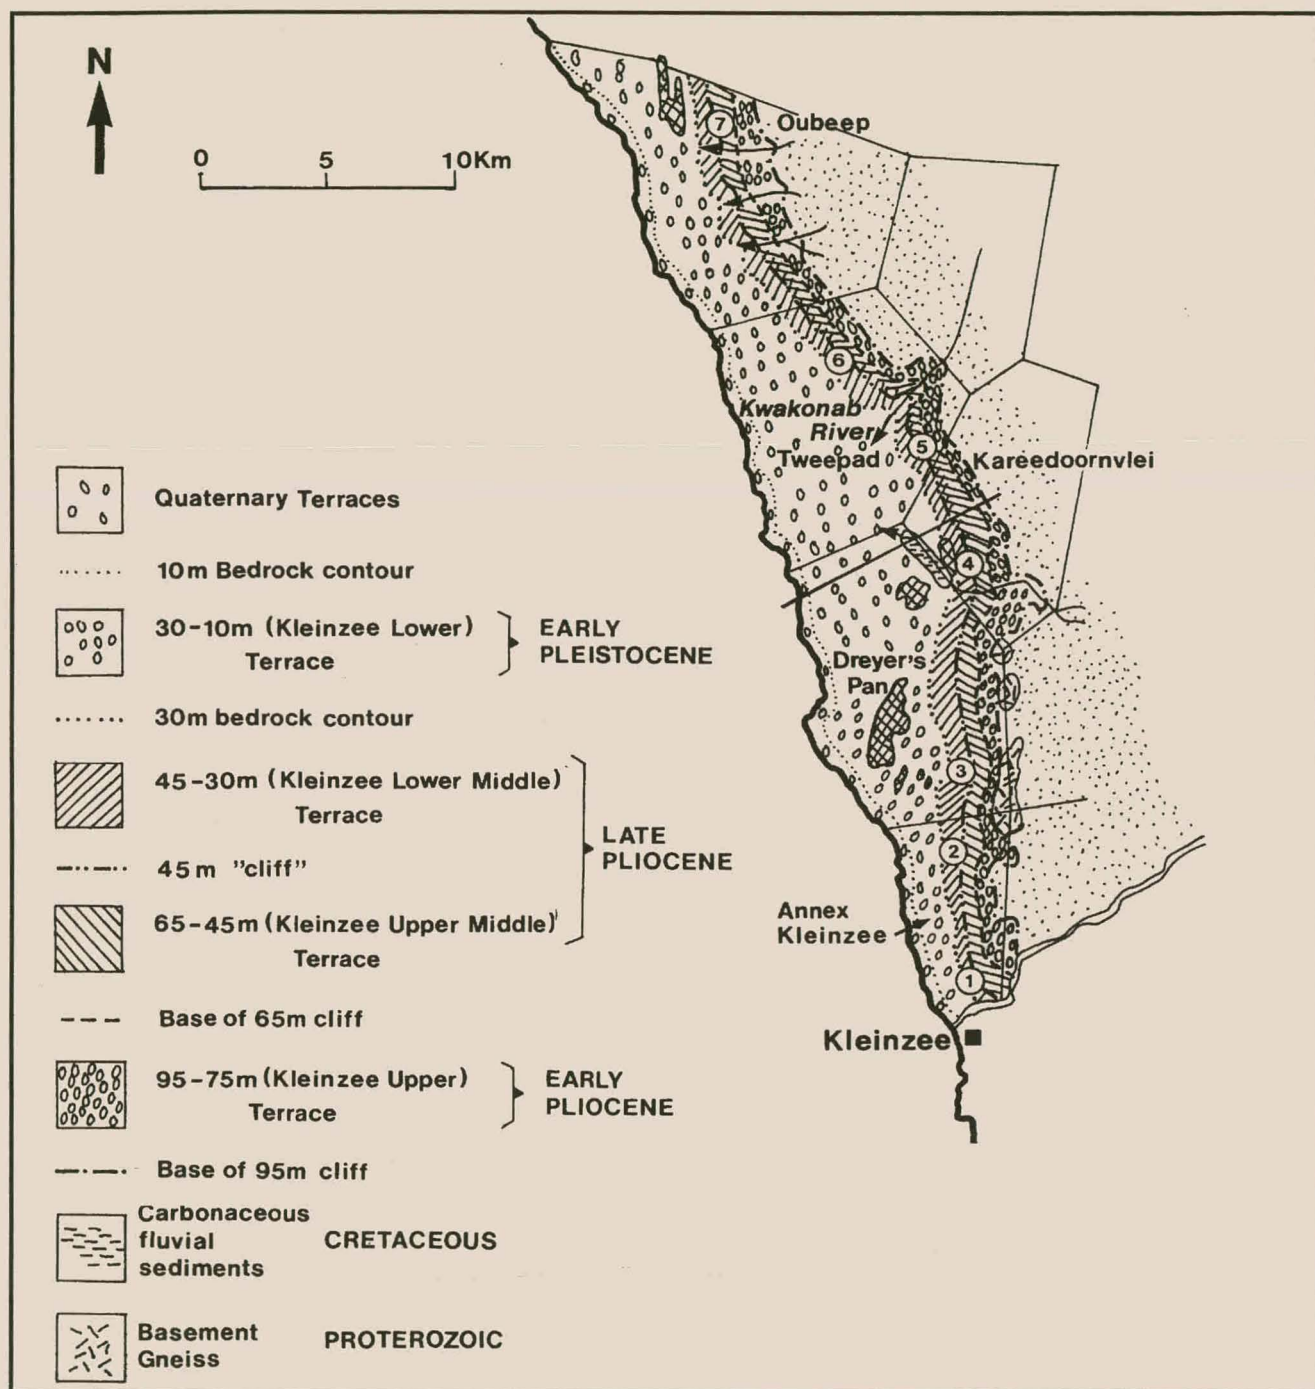 N
0 5 10Km
7
Oubeep
6
Kwakonab
River
5
Tweepad
Kareedoornvlei
4
Dreyer's
Pan
3
2
Annex
Kleinzee
1
Kleinzee
Quaternary Terraces
10m Bedrock contour
30-10m (Kleinzee Lower)
Terrace
EARLY
PLEISTOCENE
30m bedrock contour
45-30m (Kleinzee Lower Middle)
Terrace
LATE
PLIOCENE
45m "cliff"
65-45m (Kleinzee Upper Middle)
Terrace
Base of 65m cliff
95-75m (Kleinzee Upper)
Terrace
EARLY
PLIOCENE
Base of 95m cliff
Carbonaceous
fluvial
sediments
CRETACEOUS
Basement
Gneiss
PROTEROZOIC